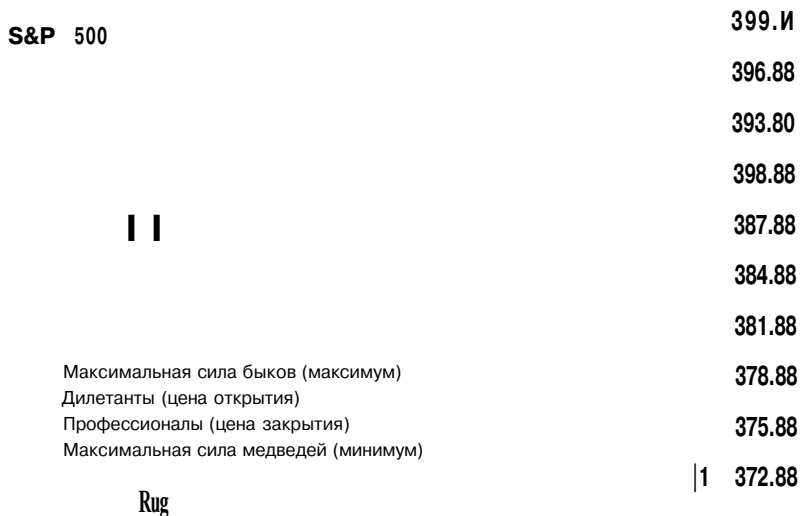 S&P 500
399.И
396.88
393.80
398.88
387.88
384.88
381.88
378.88
375.88
372.88
I I
Максимальная сила быков (максимум)
Дилетанты (цена открытия)
Профессионалы (цена закрытия)
Максимальная сила медведей (минимум)
|1
Rug